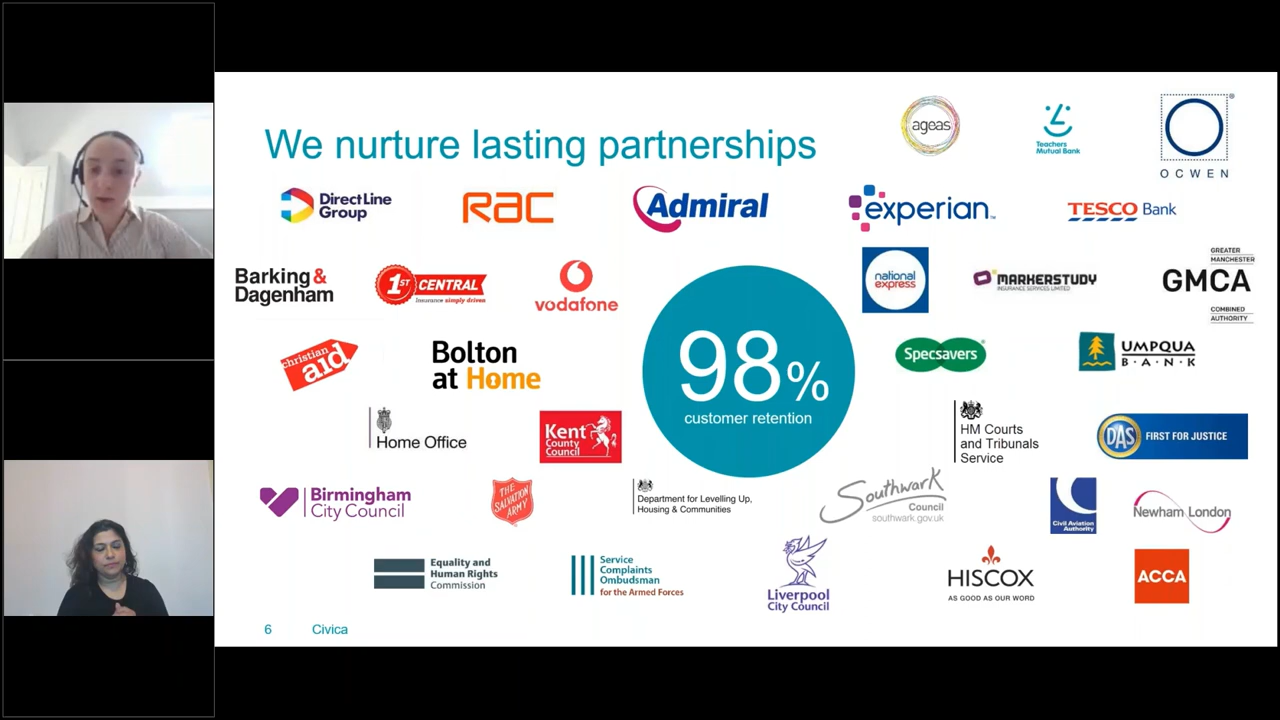 We nurture lasting partnerships
ageas
Teachers
Mutual Bank
OCWEN
Direct Line
Group
RAC
Admiral
experian™
TESCO Bank
Barking &
Dagenham
1ST CENTRAL
Insurance simply driven
vodafone
national
express
MARKERSTUDY
INSURANCE SERVICES LIMITED
GREATER
MANCHESTER
GMCA
COMBINED
AUTHORITY
christian
aid
Bolton
at Home
98%
customer retention
Specsavers
UMPQUA
B·A·N·K
Home Office
Kent
County
Council
HM Courts
and Tribunals
Service
DAS FIRST FOR JUSTICE
Birmingham
City Council
THE
SALVATION
ARMY
Department for Levelling Up,
Housing & Communities
Southwark
Council
southwark.gov.uk
Civil Aviation
Authority
Newham London
Equality and
Human Rights
Commission
Service
Complaints
Ombudsman
for the Armed Forces
Liverpool
City Council
HISCOX
AS GOOD AS OUR WORD
ACCA
6 Civica